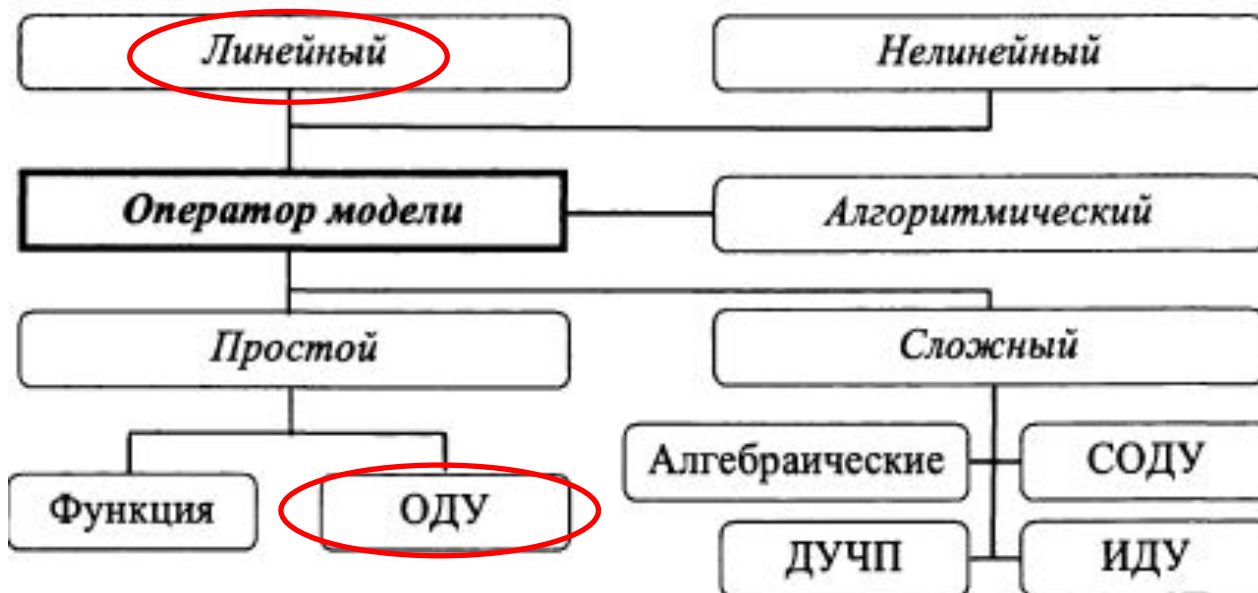 Линейный
Нелинейный
Оператор модели
Алгоритмический
Простой
Сложный
Алгебраические
СОДУ
Функция
ОДУ
ДУЧП
ИДУ